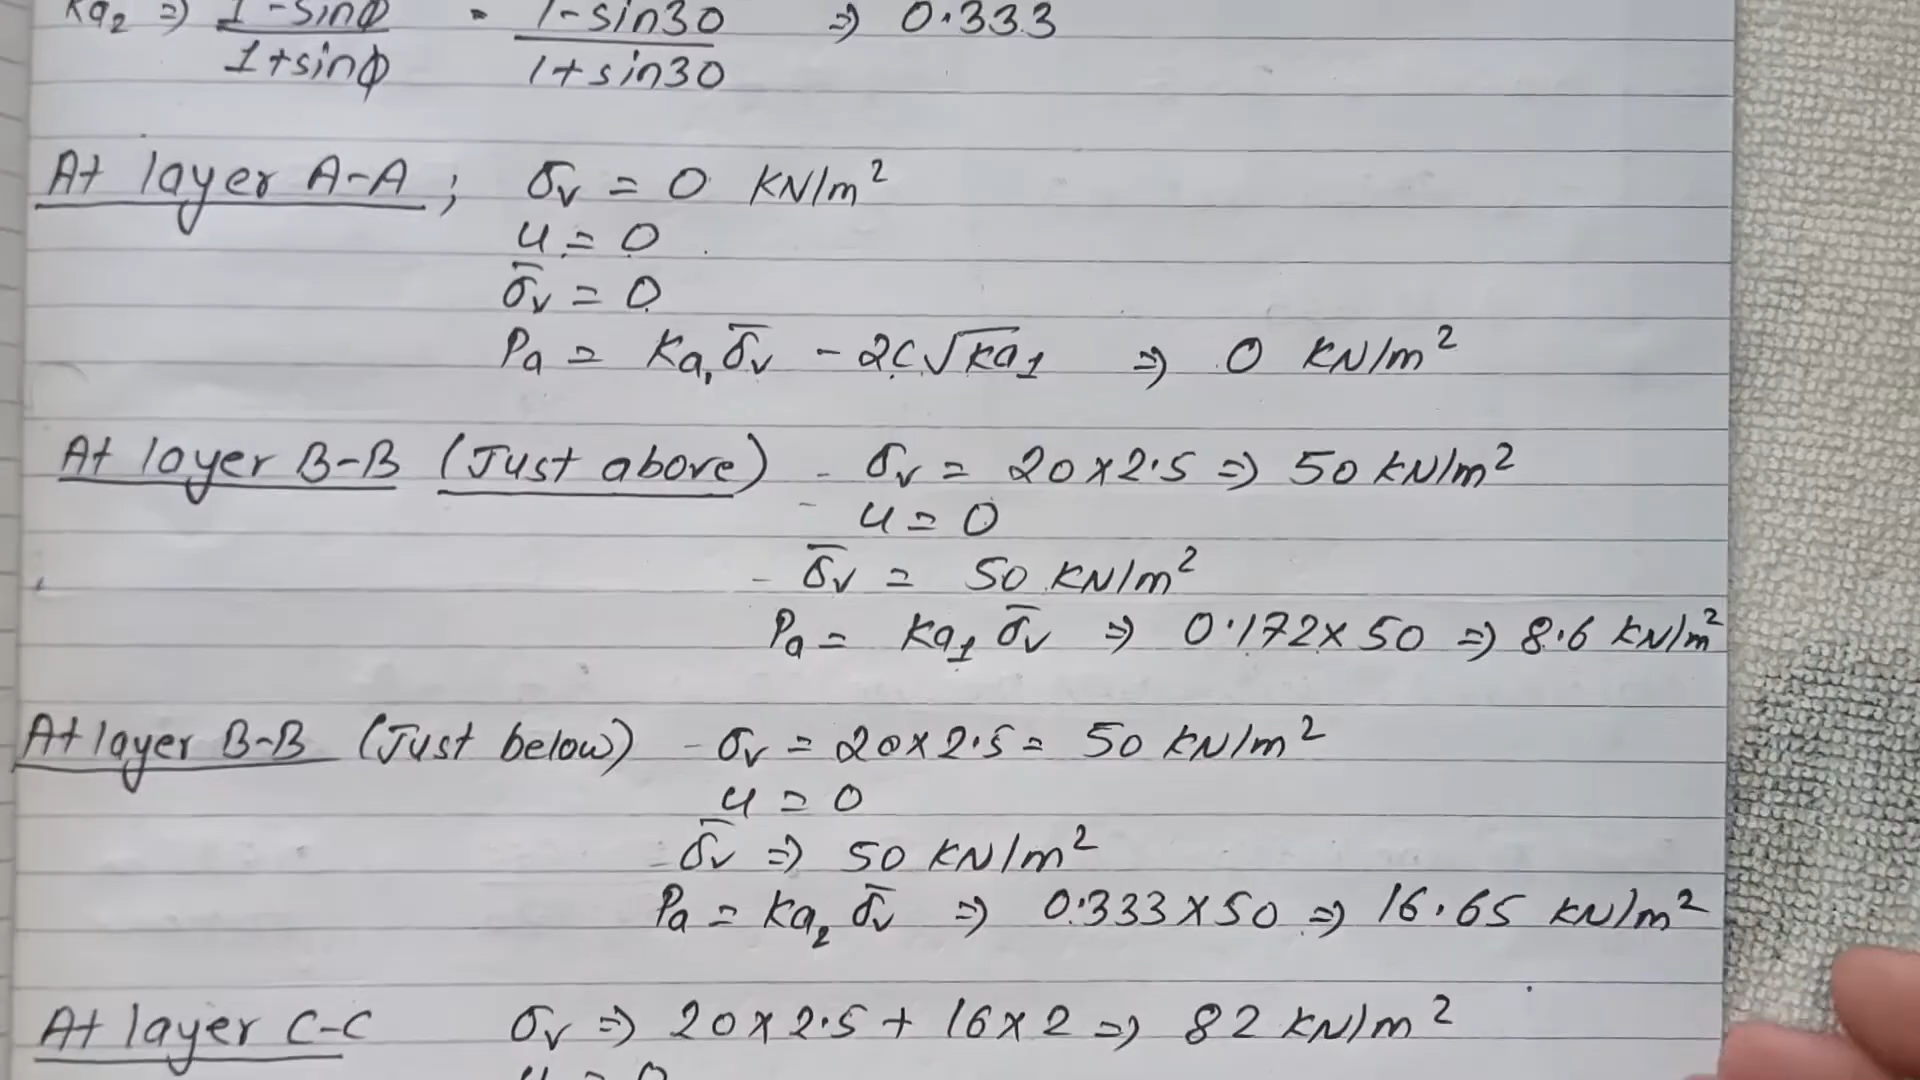 Ka₂ ⇒ 1-sinϕ / 1+sinϕ = 1-sin30 / 1+sin30 ⇒ 0.333
At layer A-A ; σv = 0 KN/m²
u = 0
σ̄v = 0
Pa = Ka₁ σ̄v - 2C√Ka₁ ⇒ 0 KN/m²
At layer B-B (Just above) - σv = 20×2.5 ⇒ 50 KN/m²
u = 0
- σ̄v = 50 KN/m²
Pa = Ka₁ σ̄v ⇒ 0.172×50 ⇒ 8.6 KN/m²
At layer B-B (Just below) - σv = 20×2.5 = 50 KN/m²
u = 0
σ̄v ⇒ 50 KN/m²
Pa = Ka₂ σ̄v ⇒ 0.333×50 ⇒ 16.65 KN/m²
At layer C-C σv ⇒ 20×2.5 + 16×2 ⇒ 82 KN/m²
u = 0